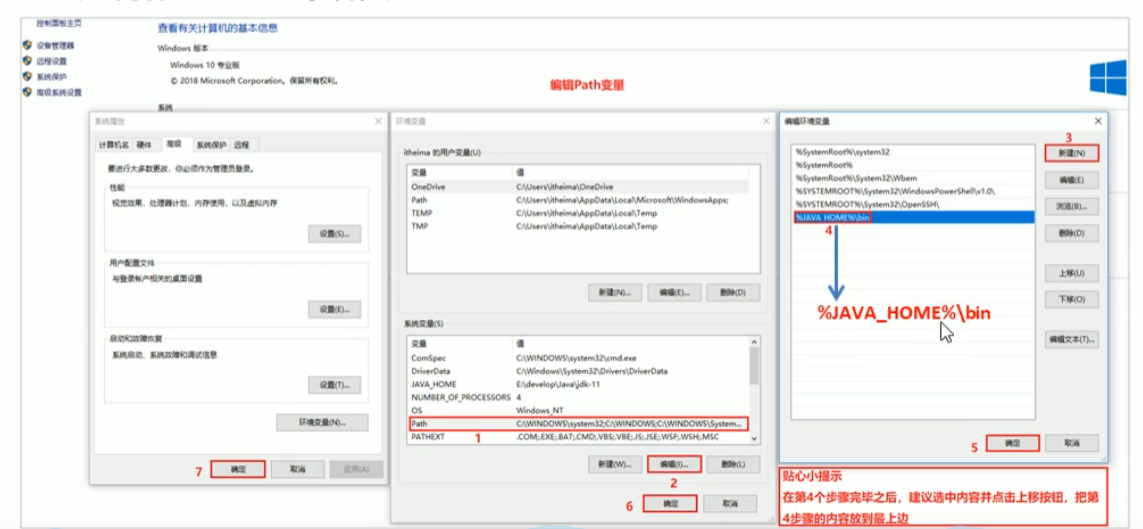 控制面板主页
设备管理器
远程设置
系统保护
高级系统设置
查看有关计算机的基本信息
Windows 版本
Windows 10 专业版
© 2018 Microsoft Corporation。保留所有权利。
系统
编辑Path变量
系统属性
计算机名 硬件 高级 系统保护 远程
要进行大多数更改，你必须作为管理员登录。
性能
视觉效果，处理器计划，内存使用，以及虚拟内存
设置(S)...
用户配置文件
与登录帐户相关的桌面设置
设置(E)...
启动和故障恢复
系统启动、系统故障和调试信息
设置(T)...
环境变量(N)...
7 确定 取消 应用(A)
环境变量
itheima 的用户变量(U)
变量 值
OneDrive C:\Users\itheima\OneDrive
Path C:\Users\itheima\AppData\Local\Microsoft\WindowsApps;
TEMP C:\Users\itheima\AppData\Local\Temp
TMP C:\Users\itheima\AppData\Local\Temp
新建(N)... 编辑(E)... 删除(D)
系统变量(S)
变量 值
ComSpec C:\WINDOWS\system32\cmd.exe
DriverData C:\Windows\System32\Drivers\DriverData
JAVA_HOME E:\develop\Java\jdk-11
NUMBER_OF_PROCESSORS 4
OS Windows_NT
Path C:\WINDOWS\system32;C:\WINDOWS;C:\WINDOWS\System...
PATHEXT .COM;.EXE;.BAT;.CMD;.VBS;.VBE;.JS;.JSE;.WSF;.WSH;.MSC
1
新建(W)... 编辑(I)... 删除(L)
2
6 确定 取消
编辑环境变量
%SystemRoot%\system32
%SystemRoot%
%SystemRoot%\System32\Wbem
%SYSTEMROOT%\System32\WindowsPowerShell\v1.0\
%SYSTEMROOT%\System32\OpenSSH\
%JAVA_HOME%\bin
4
%JAVA_HOME%\bin
3
新建(N)
编辑(E)
浏览(B)...
删除(D)
上移(U)
下移(O)
编辑文本(T)...
5 确定 取消
贴心小提示
在第4个步骤完毕之后，建议选中内容并点击上移按钮，把第
4步骤的内容放到最上边